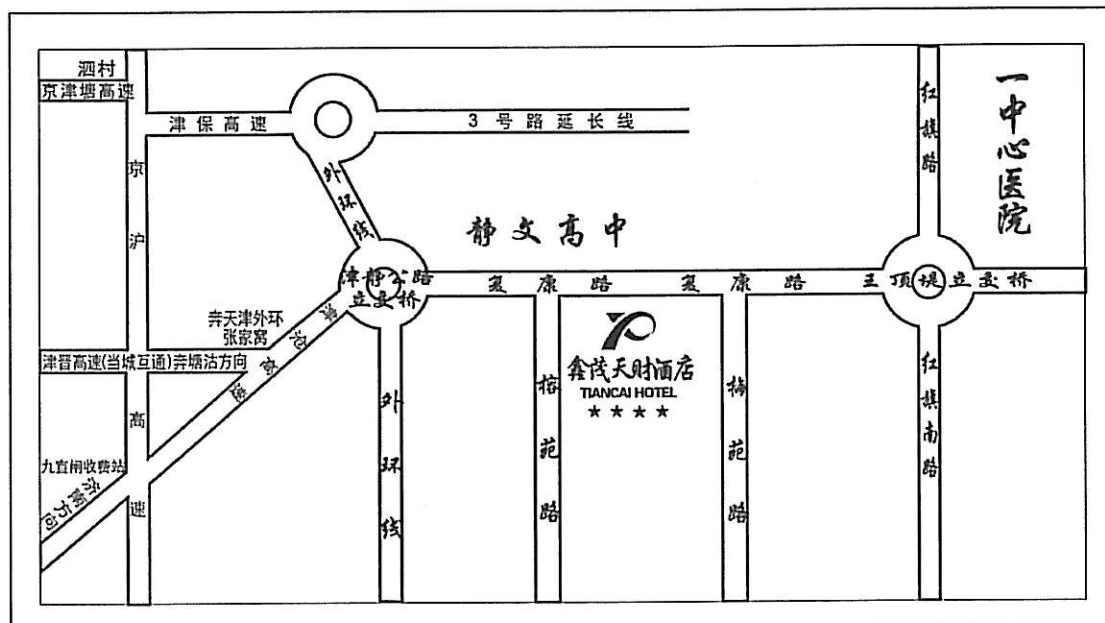 泗村
京津塘高速
津保高速
3号路延长线
京沪高速
外环线
红旗路
一中心医院
静文高中
津静公路
立交桥
复康路
复康路
王顶堤立交桥
奔天津外环
张家窝
津晋高速(当城互通)奔塘沽方向
津沧高速
鑫茂天财酒店
TIANCAI HOTEL
★★★★
外环线
榕苑路
梅苑路
红旗南路
九宣闸收费站
济南方向